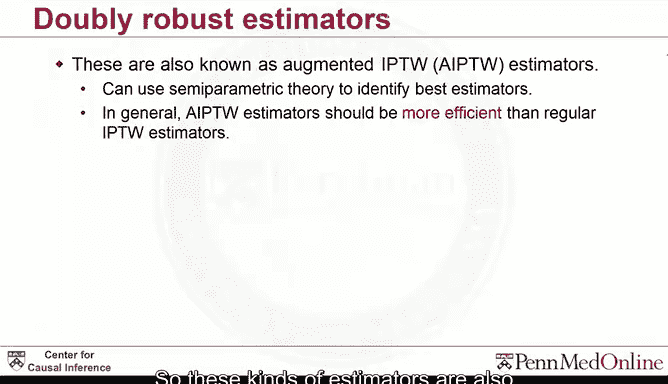 Doubly robust estimators
These are also known as augmented IPTW (AIPTW) estimators.
Can use semiparametric theory to identify best estimators.
In general, AIPTW estimators should be more efficient than regular
IPTW estimators.
Center for
Causal Inference
PennMedOnline
So these kinds of estimators are also